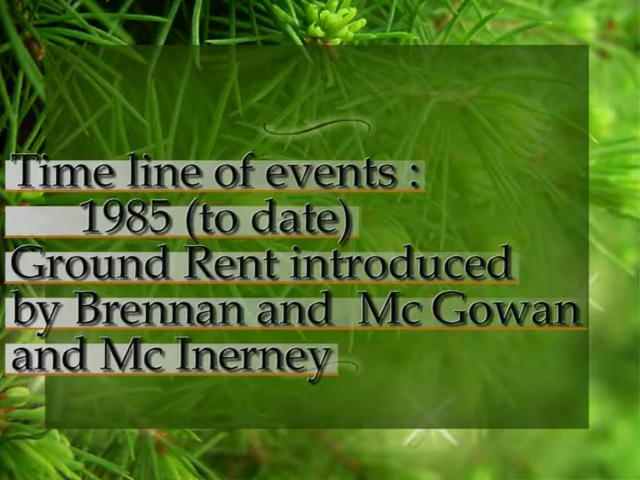 Time line of events :
1985 (to date)
Ground Rent introduced
by Brennan and Mc Gowan
and Mc Inerney